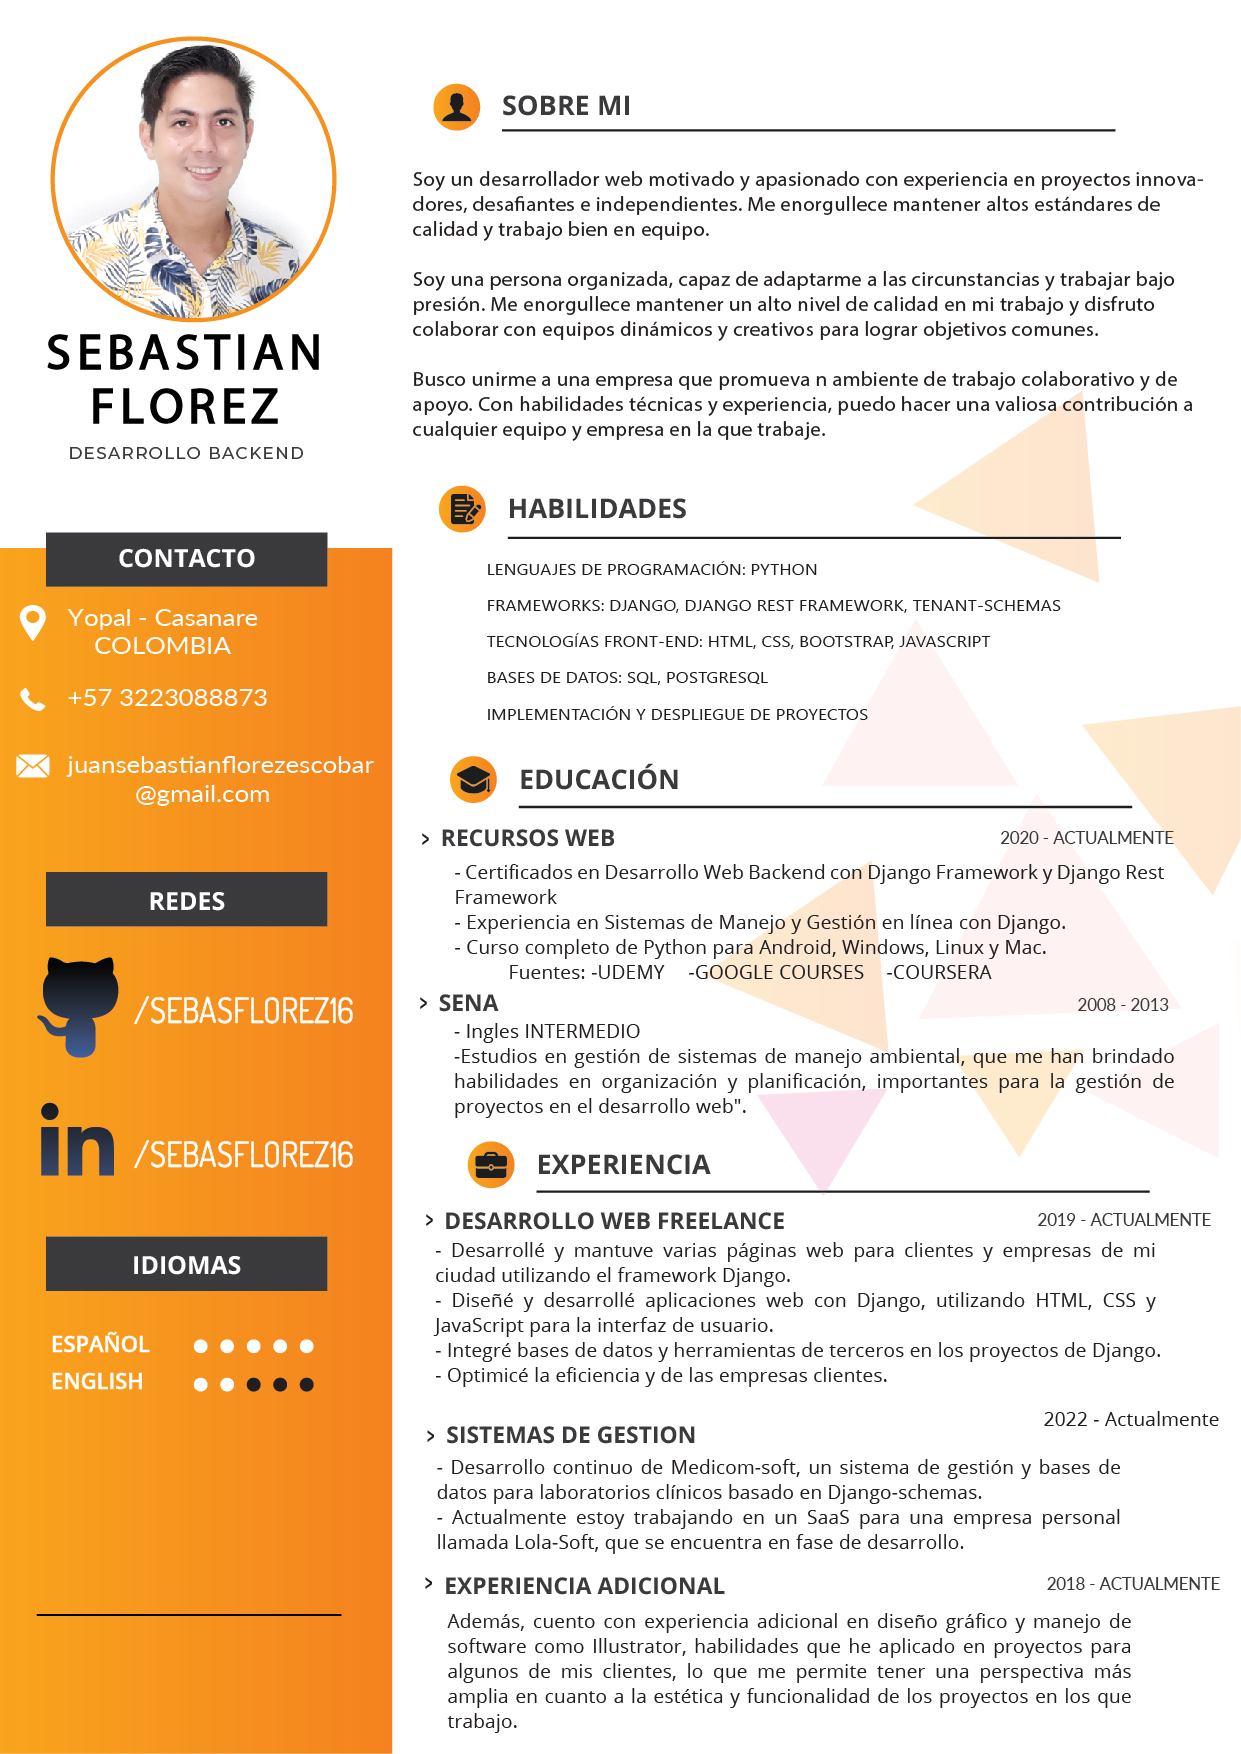 SEBASTIAN
FLOREZ
DESARROLLO BACKEND
CONTACTO
Yopal - Casanare
COLOMBIA
+57 3223088873
juansebastianflorezescobar
@gmail.com
REDES
/SEBASFLOREZ16
in /SEBASFLOREZ16
IDIOMAS
ESPAÑOL
ENGLISH
SOBRE MI
Soy un desarrollador web motivado y apasionado con experiencia en proyectos innova-
dores, desafiantes e independientes. Me enorgullece mantener altos estándares de
calidad y trabajo bien en equipo.
Soy una persona organizada, capaz de adaptarme a las circunstancias y trabajar bajo
presión. Me enorgullece mantener un alto nivel de calidad en mi trabajo y disfruto
colaborar con equipos dinámicos y creativos para lograr objetivos comunes.
Busco unirme a una empresa que promueva n ambiente de trabajo colaborativo y de
apoyo. Con habilidades técnicas y experiencia, puedo hacer una valiosa contribución a
cualquier equipo y empresa en la que trabaje.
HABILIDADES
LENGUAJES DE PROGRAMACIÓN: PYTHON
FRAMEWORKS: DJANGO, DJANGO REST FRAMEWORK, TENANT-SCHEMAS
TECNOLOGÍAS FRONT-END: HTML, CSS, BOOTSTRAP, JAVASCRIPT
BASES DE DATOS: SQL, POSTGRESQL
IMPLEMENTACIÓN Y DESPLIEGUE DE PROYECTOS
EDUCACIÓN
› RECURSOS WEB 2020 - ACTUALMENTE
- Certificados en Desarrollo Web Backend con Django Framework y Django Rest
Framework
- Experiencia en Sistemas de Manejo y Gestión en línea con Django.
- Curso completo de Python para Android, Windows, Linux y Mac.
Fuentes: -UDEMY -GOOGLE COURSES -COURSERA
› SENA 2008 - 2013
- Ingles INTERMEDIO
-Estudios en gestión de sistemas de manejo ambiental, que me han brindado
habilidades en organización y planificación, importantes para la gestión de
proyectos en el desarrollo web".
EXPERIENCIA
› DESARROLLO WEB FREELANCE 2019 - ACTUALMENTE
- Desarrollé y mantuve varias páginas web para clientes y empresas de mi
ciudad utilizando el framework Django.
- Diseñé y desarrollé aplicaciones web con Django, utilizando HTML, CSS y
JavaScript para la interfaz de usuario.
- Integré bases de datos y herramientas de terceros en los proyectos de Django.
- Optimicé la eficiencia y de las empresas clientes.
2022 - Actualmente
› SISTEMAS DE GESTION
- Desarrollo continuo de Medicom-soft, un sistema de gestión y bases de
datos para laboratorios clínicos basado en Django-schemas.
- Actualmente estoy trabajando en un SaaS para una empresa personal
llamada Lola-Soft, que se encuentra en fase de desarrollo.
› EXPERIENCIA ADICIONAL 2018 - ACTUALMENTE
Además, cuento con experiencia adicional en diseño gráfico y manejo de
software como Illustrator, habilidades que he aplicado en proyectos para
algunos de mis clientes, lo que me permite tener una perspectiva más
amplia en cuanto a la estética y funcionalidad de los proyectos en los que
trabajo.